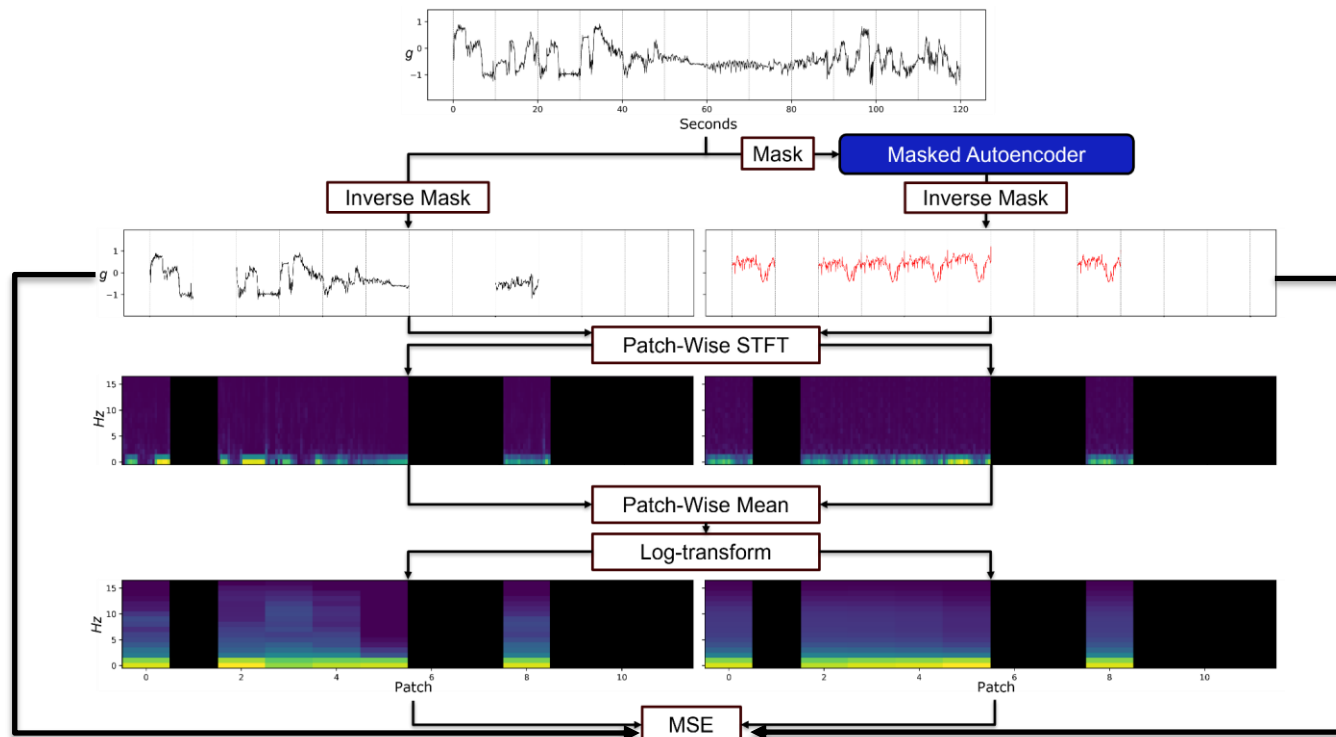 1
0
−1
g
0 20 40 60 80 100 120
Seconds
Mask
Masked Autoencoder
Inverse Mask
Inverse Mask
1
0
−1
g
Patch-Wise STFT
15
10
5
0
Hz
Patch-Wise Mean
Log-transform
15
10
5
0
Hz
0 2 4 6 8 10
0 2 4 6 8 10
Patch
Patch
MSE